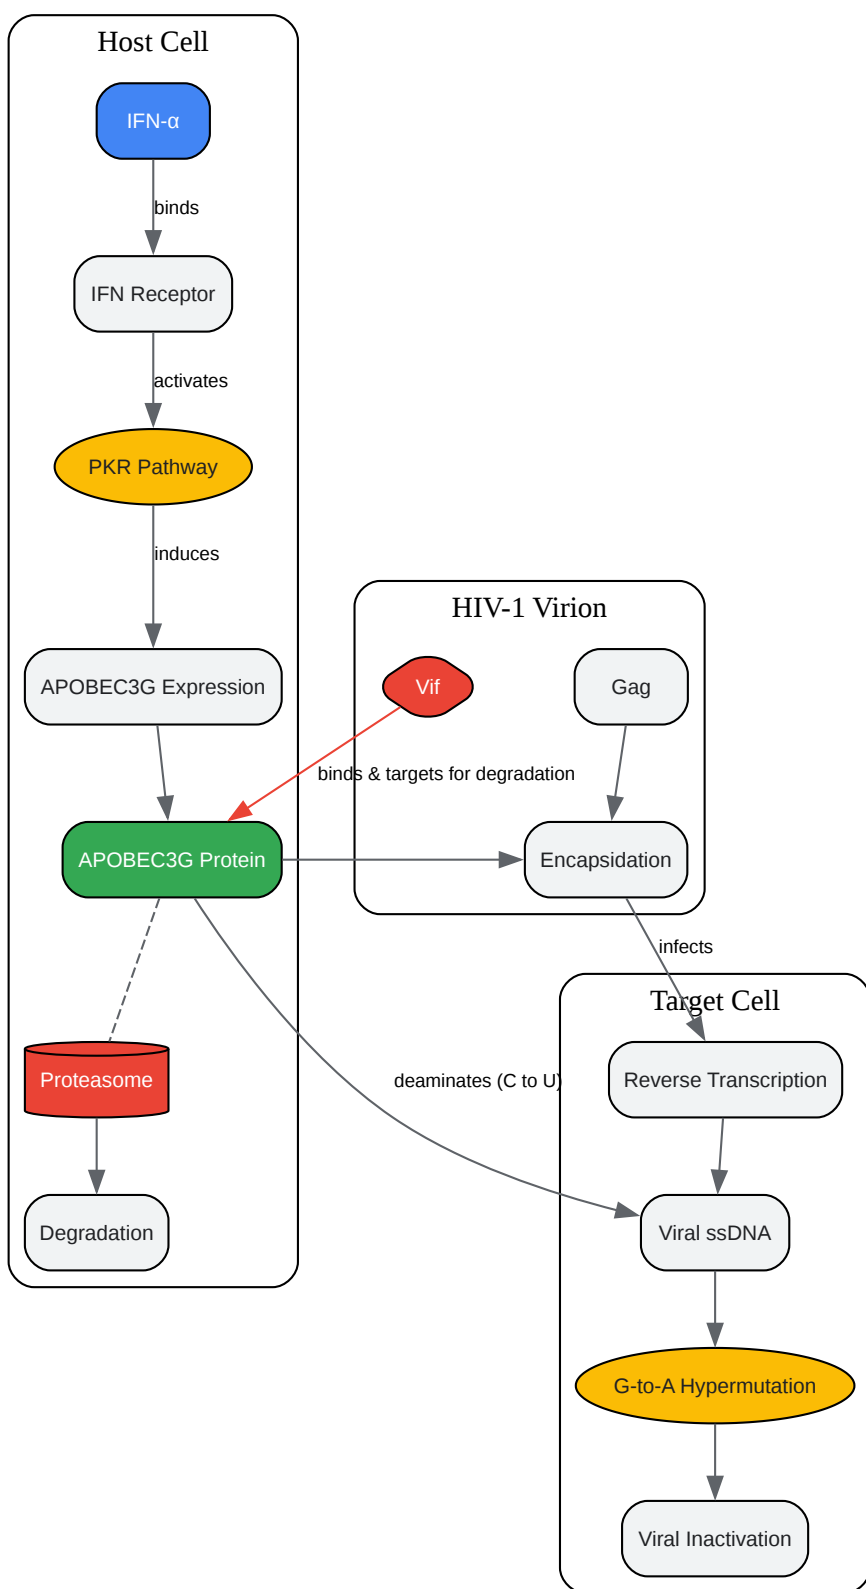 Host Cell
IFN-α
binds
IFN Receptor
activates
PKR Pathway
induces
APOBEC3G Expression
HIV-1 Virion
Vif
Gag
binds & targets for degradation
APOBEC3G Protein
Encapsidation
infects
Target Cell
Proteasome
deaminates (C to U)
Reverse Transcription
Degradation
Viral ssDNA
G-to-A Hypermutation
Viral Inactivation